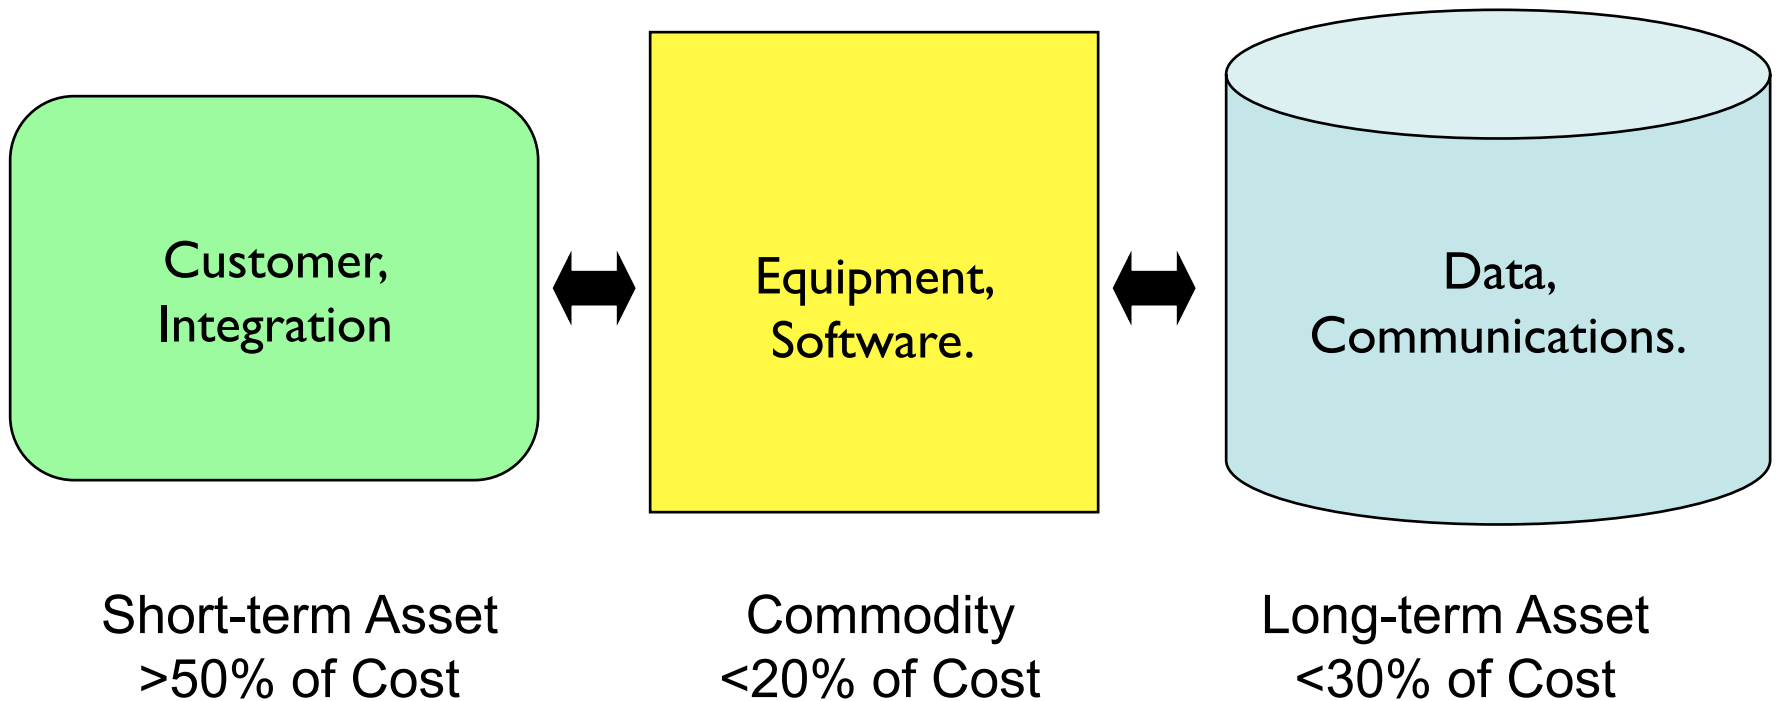 Customer,
Integration
Equipment,
Software.
Data,
Communications.
Short-term Asset
>50% of Cost
Commodity
<20% of Cost
Long-term Asset
<30% of Cost